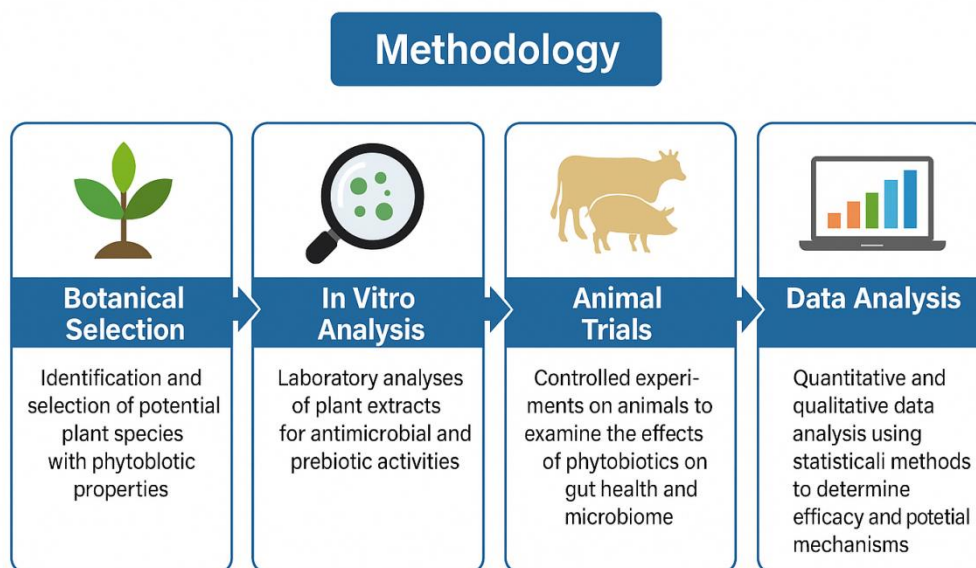 Methodology
Botanical
Selection
Identification and
selection of potential
plant species
with phytoblotic
properties
In Vitro
Analysis
Laboratory analyses
of plant extracts
for antimicrobial and
prebiotic activities
Animal
Trials
Controlled experi-
ments on animals to
examine the effects
of phytobiotics on
gut health and
microbiome
Data Analysis
Quantitative and
qualitative data
analysis using
statisticali methods
to determine
efficacy and potetial
mechanisms